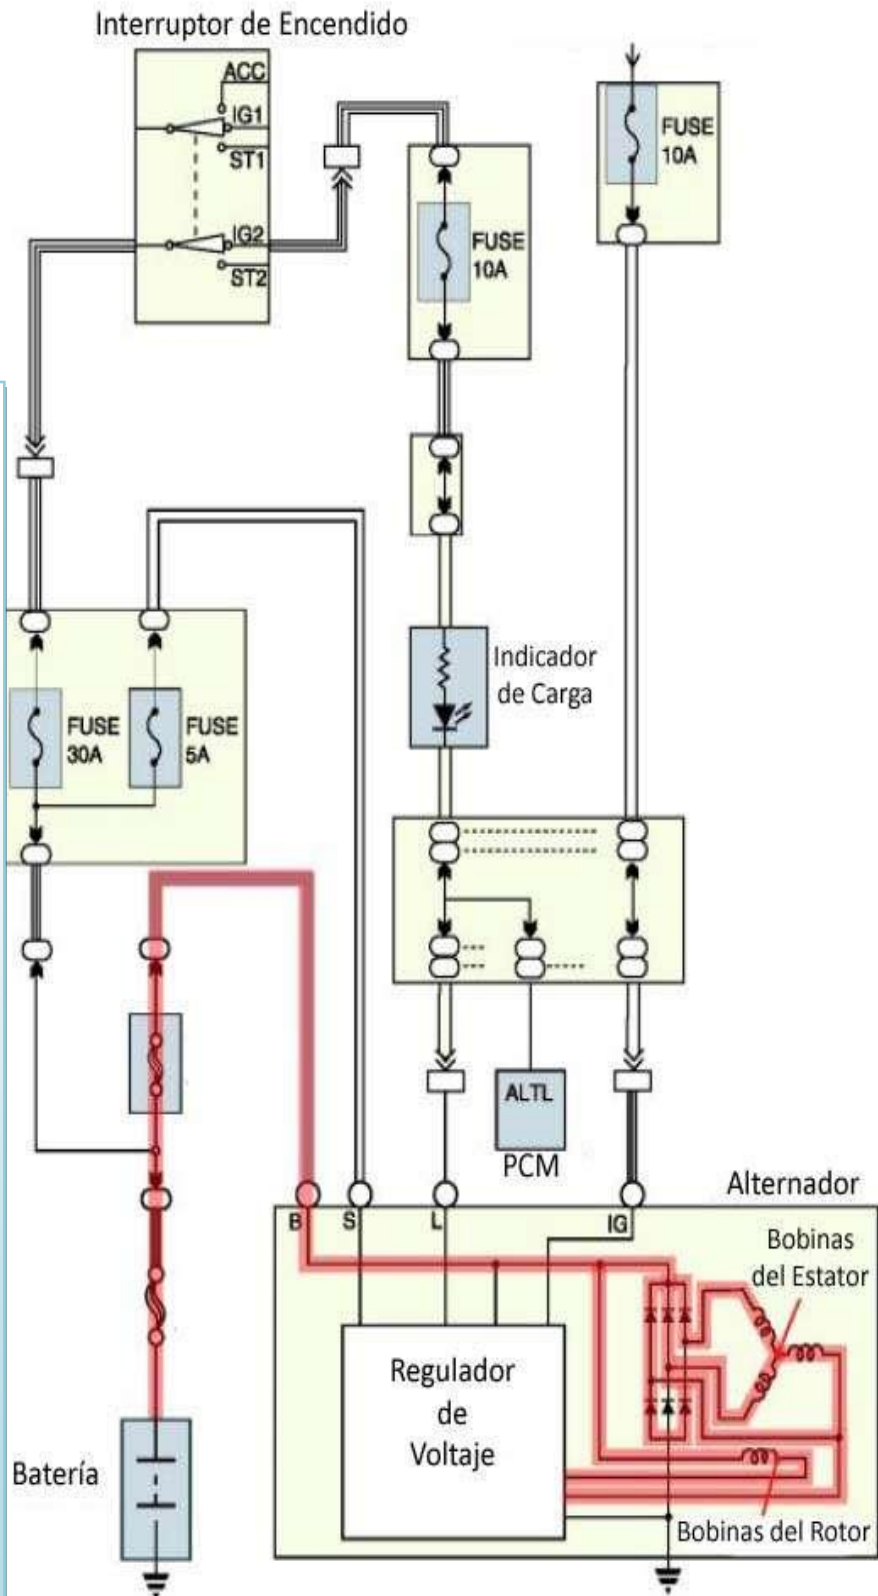 Interruptor de Encendido
ACC
IG1
ST1
IG2
ST2
FUSE
10A
FUSE
10A
Indicador
de Carga
FUSE
30A
FUSE
5A
ALTL
PCM
Alternador
B
S
L
IG
Bobinas
del Estator
Regulador
de
Voltaje
Batería
Bobinas del Rotor